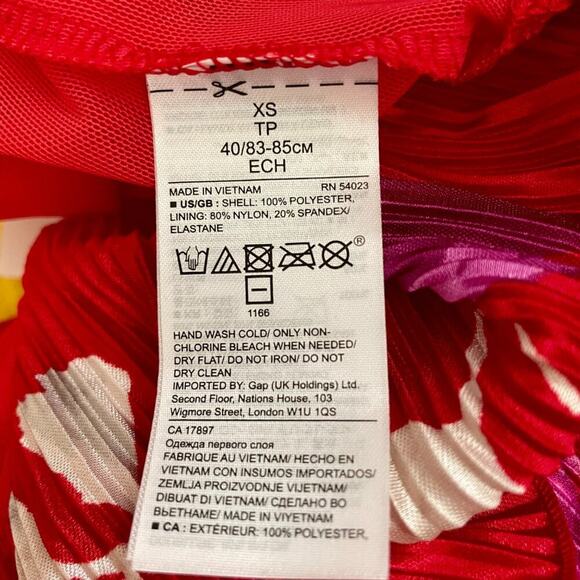 XS
TP
40/83-85см
ECH
MADE IN VIETNAM RN 54023
■ US/GB : SHELL: 100% POLYESTER,
LINING: 80% NYLON, 20% SPANDEX/
ELASTANE
®
1166
HAND WASH COLD/ ONLY NON-
CHLORINE BLEACH WHEN NEEDED/
DRY FLAT/ DO NOT IRON/ DO NOT
DRY CLEAN
IMPORTED BY: Gap (UK Holdings) Ltd.
Second Floor, Nations House, 103
Wigmore Street, London W1U 1QS
CA 17897
Одежда первого слоя
FABRIQUE AU VIETNAM/ HECHO EN
VIETNAM CON INSUMOS IMPORTADOS/
ZEMLJA PROIZVODNJE VIJETNAM/
DIBUAT DI VIETNAM/ СДЕЛАНО ВО
ВЬЕТНАМЕ/ MADE IN VIYETNAM
■ CA : EXTÉRIEUR: 100% POLYESTER,